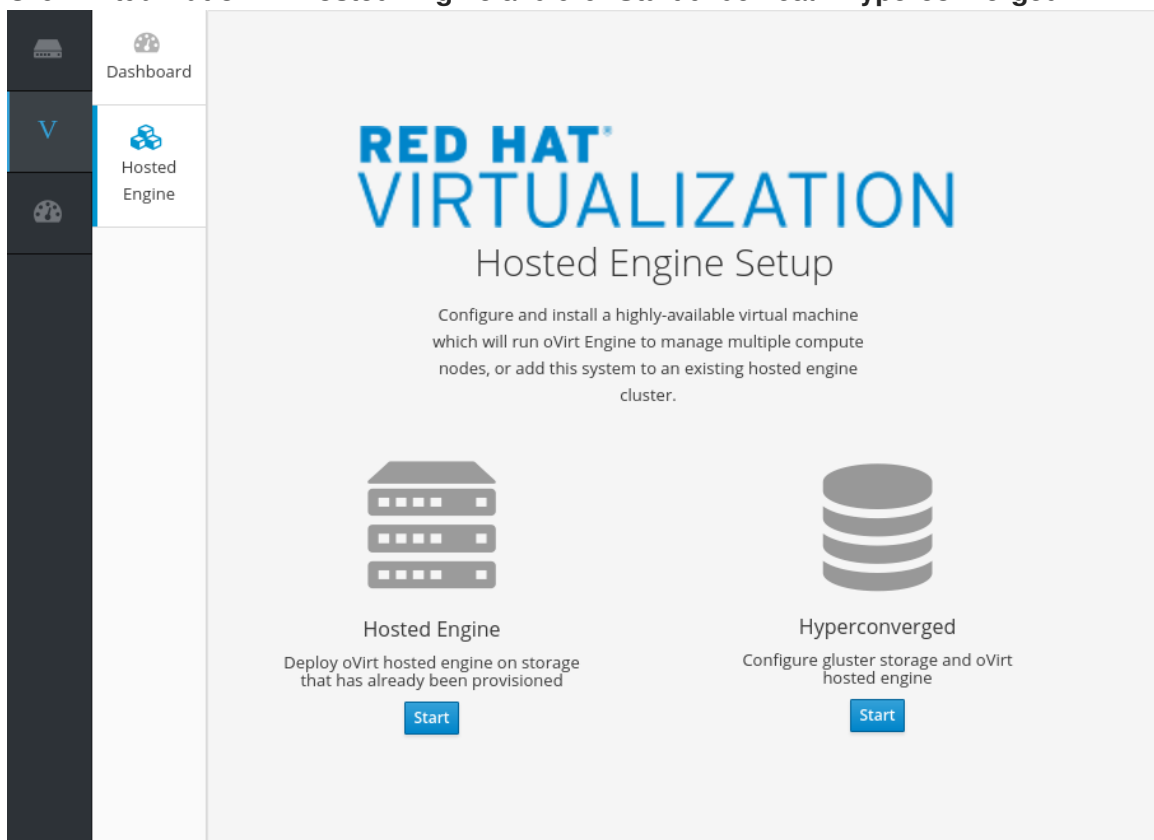 Dashboard
V
Hosted
Engine
RED HAT®
VIRTUALIZATION
Hosted Engine Setup
Configure and install a highly-available virtual machine
which will run oVirt Engine to manage multiple compute
nodes, or add this system to an existing hosted engine
cluster.
Hosted Engine
Deploy oVirt hosted engine on storage
that has already been provisioned
Start
Hyperconverged
Configure gluster storage and oVirt
hosted engine
Start